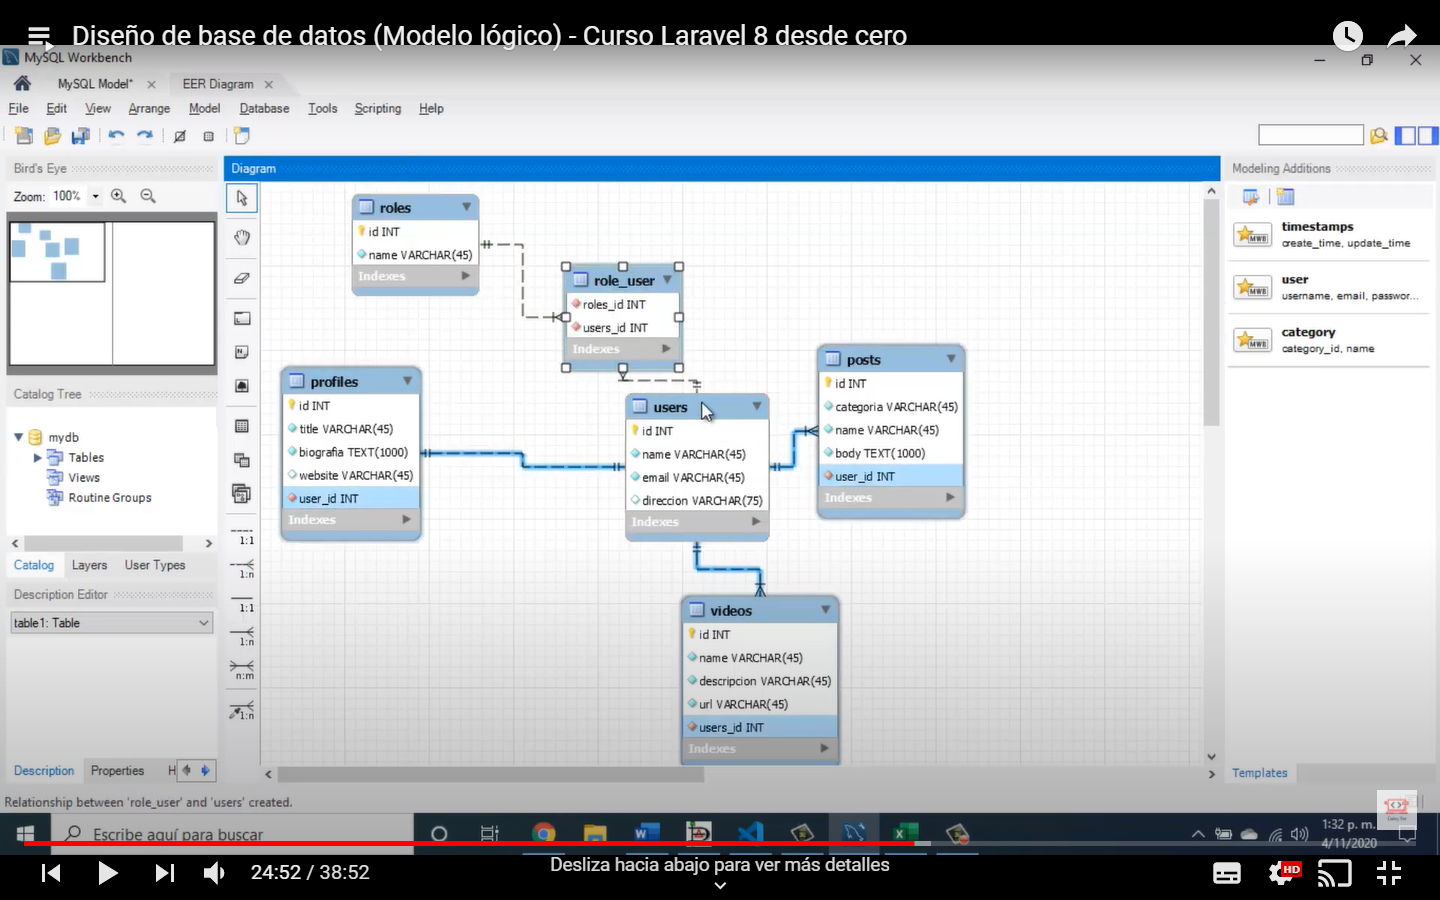 Diseño de base de datos (Modelo lógico) - Curso Laravel 8 desde cero
MySQL Workbench
MySQL Model*
EER Diagram
File Edit View Arrange Model Database Tools Scripting Help
Bird's Eye
Zoom: 100%
Diagram
Modeling Additions
timestamps
create_time, update_time
user
username, email, passwor...
category
category_id, name
Templates
Catalog Tree
mydb
Tables
Views
Routine Groups
Catalog Layers User Types
Description Editor
table1: Table
Description Properties H
1:1
1:n
1:1
1:n
n:m
1:n
roles
id INT
name VARCHAR(45)
Indexes
role_user
roles_id INT
users_id INT
Indexes
profiles
id INT
title VARCHAR(45)
biografia TEXT(1000)
website VARCHAR(45)
user_id INT
Indexes
users
id INT
name VARCHAR(45)
email VARCHAR(45)
direccion VARCHAR(75)
Indexes
posts
id INT
categoria VARCHAR(45)
name VARCHAR(45)
body TEXT(1000)
user_id INT
Indexes
videos
id INT
name VARCHAR(45)
descripcion VARCHAR(45)
url VARCHAR(45)
users_id INT
Indexes
Relationship between 'role_user' and 'users' created.
Escribe aquí para buscar
1:32 p. m.
4/11/2020
24:52 / 38:52
Desliza hacia abajo para ver más detalles
HD